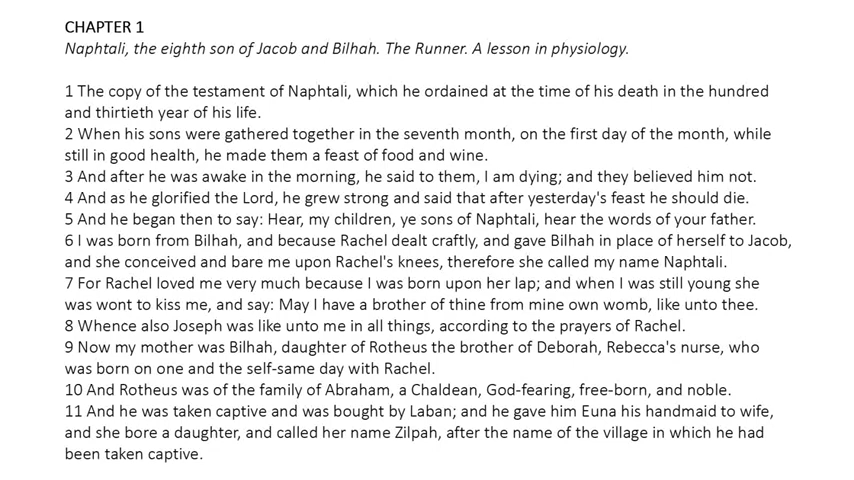 CHAPTER 1
Naphtali, the eighth son of Jacob and Bilhah. The Runner. A lesson in physiology.
1 The copy of the testament of Naphtali, which he ordained at the time of his death in the hundred
and thirtieth year of his life.
2 When his sons were gathered together in the seventh month, on the first day of the month, while
still in good health, he made them a feast of food and wine.
3 And after he was awake in the morning, he said to them, I am dying; and they believed him not.
4 And as he glorified the Lord, he grew strong and said that after yesterday's feast he should die.
5 And he began then to say: Hear, my children, ye sons of Naphtali, hear the words of your father.
6 I was born from Bilhah, and because Rachel dealt craftly, and gave Bilhah in place of herself to Jacob,
and she conceived and bare me upon Rachel's knees, therefore she called my name Naphtali.
7 For Rachel loved me very much because I was born upon her lap; and when I was still young she
was wont to kiss me, and say: May I have a brother of thine from mine own womb, like unto thee.
8 Whence also Joseph was like unto me in all things, according to the prayers of Rachel.
9 Now my mother was Bilhah, daughter of Rotheus the brother of Deborah, Rebecca's nurse, who
was born on one and the self-same day with Rachel.
10 And Rotheus was of the family of Abraham, a Chaldean, God-fearing, free-born, and noble.
11 And he was taken captive and was bought by Laban; and he gave him Euna his handmaid to wife,
and she bore a daughter, and called her name Zilpah, after the name of the village in which he had
been taken captive.